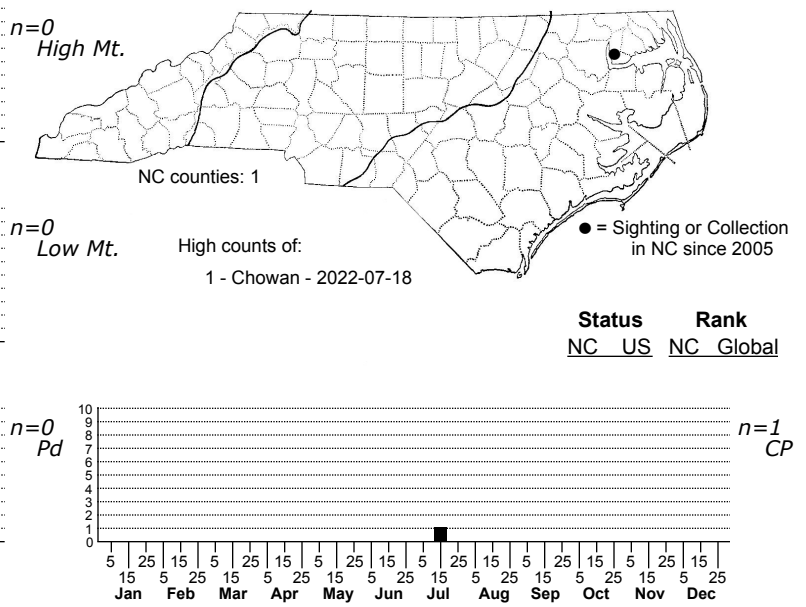 n=0
High Mt.
NC counties: 1
n=0
Low Mt.
High counts of:
1 - Chowan - 2022-07-18
● = Sighting or Collection
in NC since 2005
Status Rank
NC US NC Global
n=0
Pd
n=1
CP
10
9
8
7
6
5
4
3
2
1
0
5 25 15 5 25 15 5 25 15 5 25 15 5 25 15 5 25 15
15 5 25 15 5 25 15 5 25 15 5 25 15 5 25 15 5 25
Jan Feb Mar Apr May Jun Jul Aug Sep Oct Nov Dec